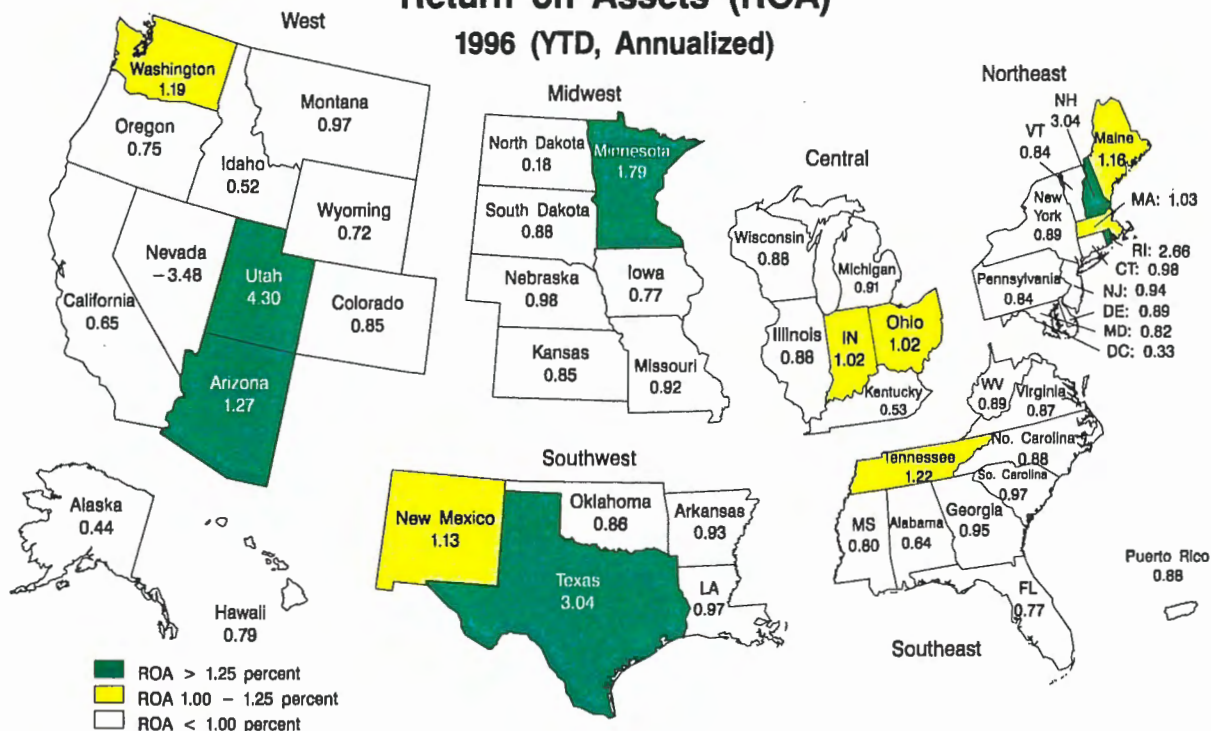 Return on Assets (ROA)
1996 (YTD, Annualized)
West
Washington
1.19
Oregon
0.75
Montana
0.97
Idaho
0.52
Wyoming
0.72
Nevada
−3.48
Utah
4.30
California
0.65
Colorado
0.85
Arizona
1.27
Alaska
0.44
Hawaii
0.79
Midwest
North Dakota
0.18
Minnesota
1.79
South Dakota
0.88
Nebraska
0.98
Iowa
0.77
Kansas
0.85
Missouri
0.92
Central
Wisconsin
0.88
Michigan
0.91
Illinois
0.88
IN
1.02
Ohio
1.02
Kentucky
0.53
Northeast
NH
3.04
VT
0.84
Maine
1.16
New
York
0.89
MA: 1.03
Pennsylvania
0.84
RI: 2.66
CT: 0.98
NJ: 0.94
DE: 0.89
MD: 0.82
DC: 0.33
Southwest
New Mexico
1.13
Oklahoma
0.86
Arkansas
0.93
Texas
3.04
LA
0.97
WV
0.89
Virginia
0.87
No. Carolina
0.88
Tennessee
1.22
So. Carolina
0.97
MS
0.80
Alabama
0.64
Georgia
0.95
FL
0.77
Southeast
Puerto Rico
0.88
ROA > 1.25 percent
ROA 1.00 − 1.25 percent
ROA < 1.00 percent